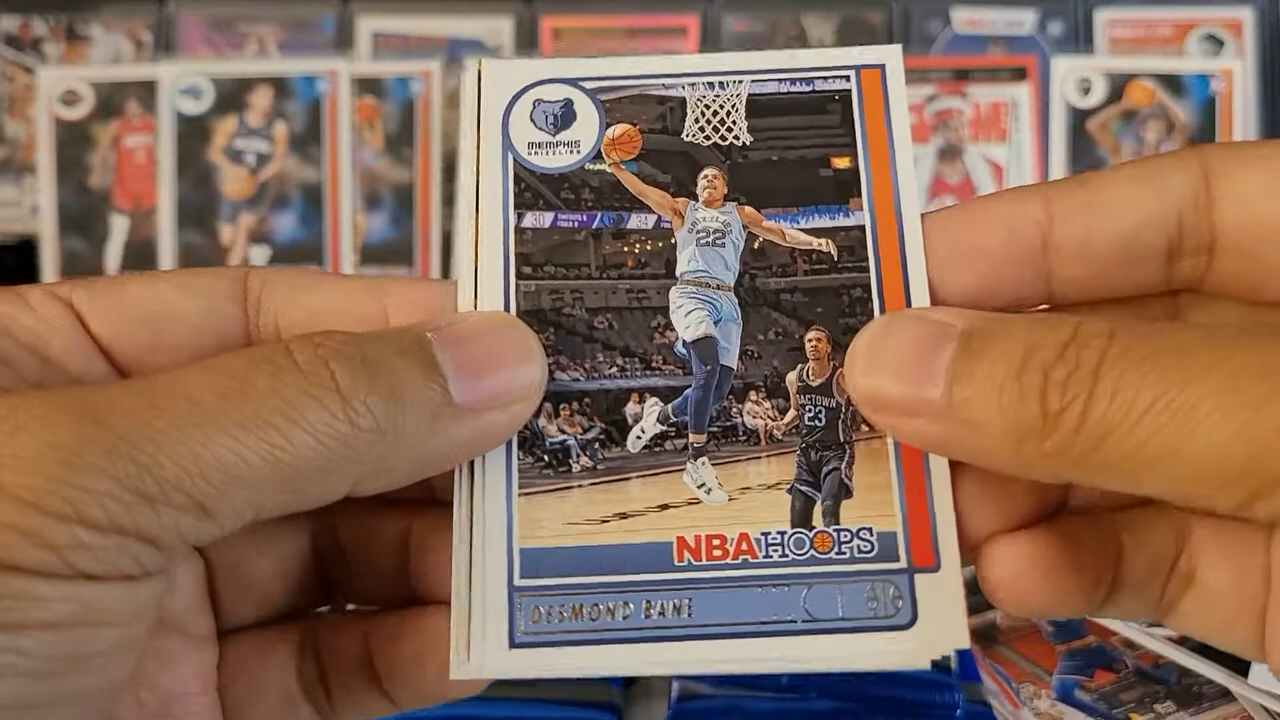 MEMPHIS
GRIZZLIES
30
34
GRIZZLIES
22
SACTOWN
23
NBA HOOPS
DESMOND BANE